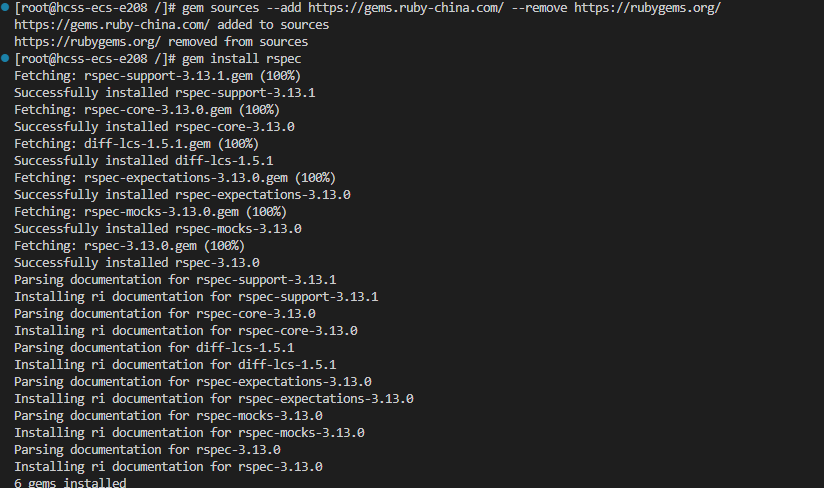 [root@hcss-ecs-e208 /]# gem sources --add https://gems.ruby-china.com/ --remove https://rubygems.org/
https://gems.ruby-china.com/ added to sources
https://rubygems.org/ removed from sources
[root@hcss-ecs-e208 /]# gem install rspec
Fetching: rspec-support-3.13.1.gem (100%)
Successfully installed rspec-support-3.13.1
Fetching: rspec-core-3.13.0.gem (100%)
Successfully installed rspec-core-3.13.0
Fetching: diff-lcs-1.5.1.gem (100%)
Successfully installed diff-lcs-1.5.1
Fetching: rspec-expectations-3.13.0.gem (100%)
Successfully installed rspec-expectations-3.13.0
Fetching: rspec-mocks-3.13.0.gem (100%)
Successfully installed rspec-mocks-3.13.0
Fetching: rspec-3.13.0.gem (100%)
Successfully installed rspec-3.13.0
Parsing documentation for rspec-support-3.13.1
Installing ri documentation for rspec-support-3.13.1
Parsing documentation for rspec-core-3.13.0
Installing ri documentation for rspec-core-3.13.0
Parsing documentation for diff-lcs-1.5.1
Installing ri documentation for diff-lcs-1.5.1
Parsing documentation for rspec-expectations-3.13.0
Installing ri documentation for rspec-expectations-3.13.0
Parsing documentation for rspec-mocks-3.13.0
Installing ri documentation for rspec-mocks-3.13.0
Parsing documentation for rspec-3.13.0
Installing ri documentation for rspec-3.13.0
6 gems installed